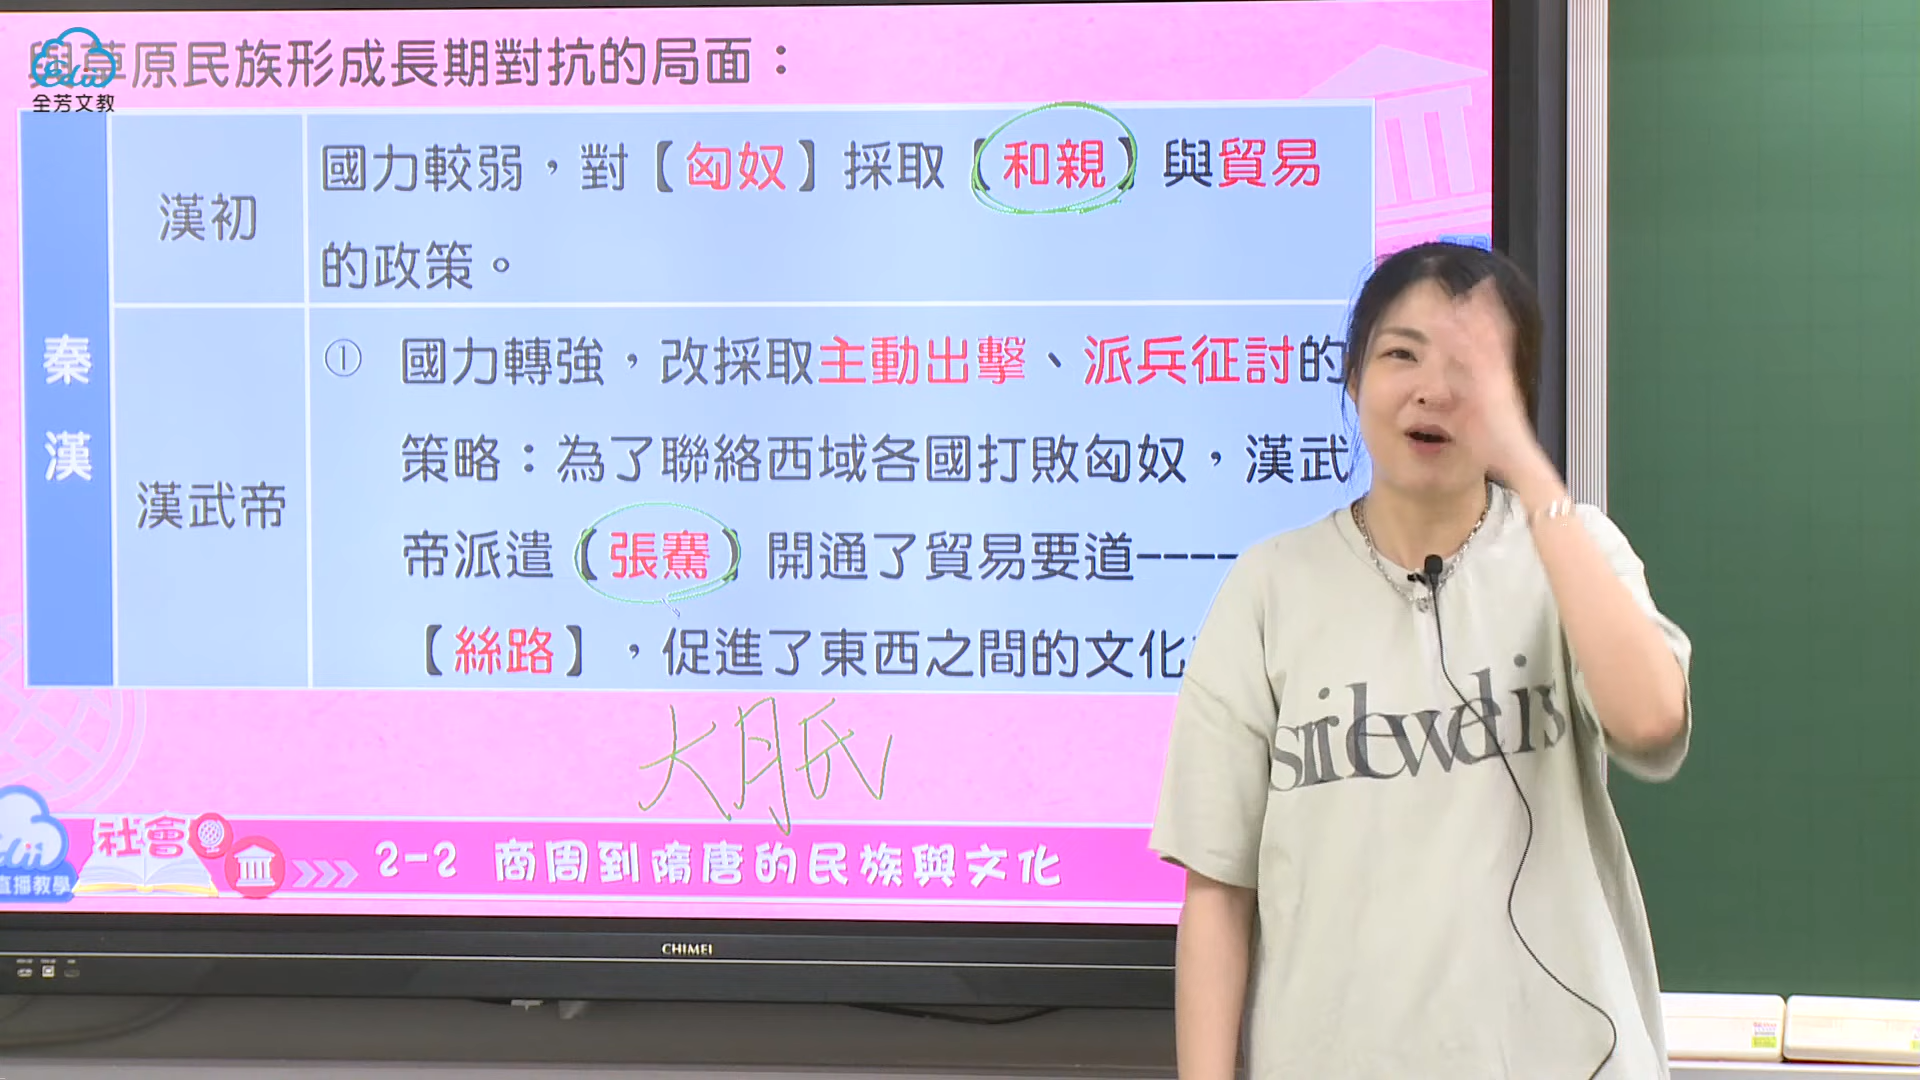 與草原民族形成長期對抗的局面：
全芳文教
秦漢
漢初
國力較弱，對【匈奴】採取【和親】與貿易
的政策。
漢武帝
① 國力轉強，改採取主動出擊、派兵征討的
策略：為了聯絡西域各國打敗匈奴，漢武
帝派遣【張騫】開通了貿易要道----
【絲路】，促進了東西之間的文化
大月氏
社會
直播教學
2-2 商周到隋唐的民族與文化
CHIMEI